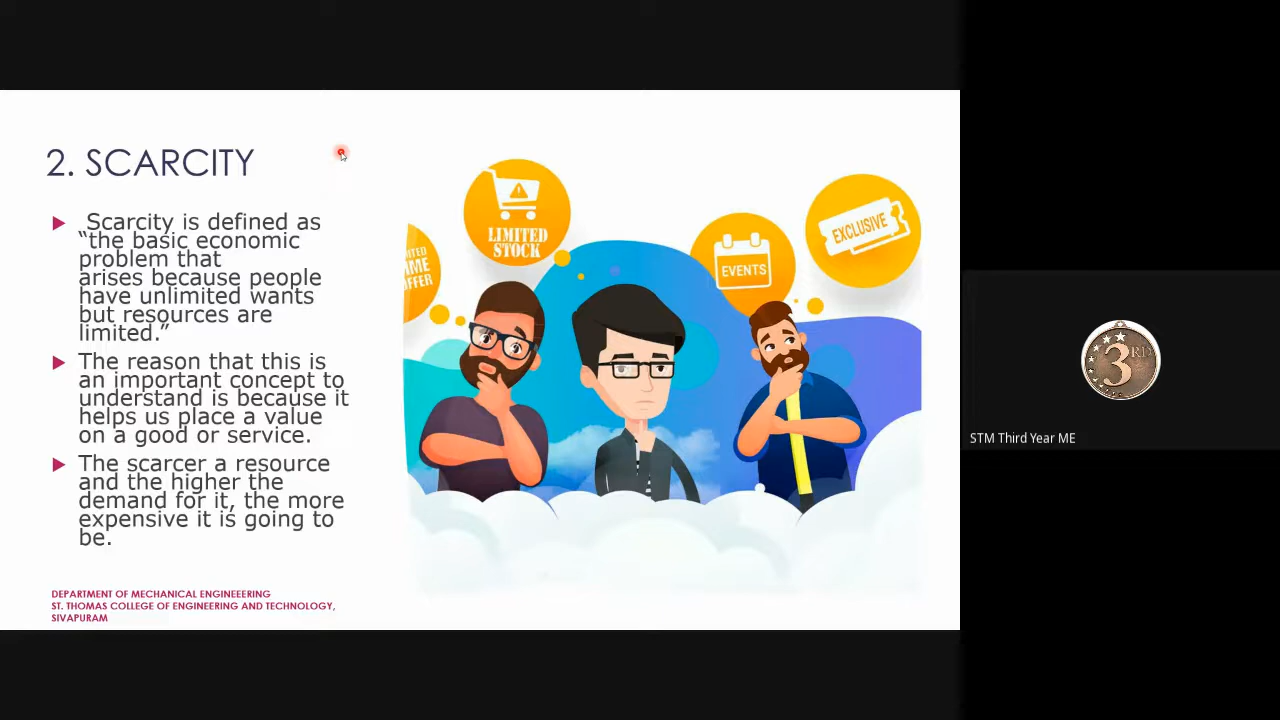 2. SCARCITY
Scarcity is defined as
“the basic economic
problem that
arises because people
have unlimited wants
but resources are
limited.”
The reason that this is
an important concept to
understand is because it
helps us place a value
on a good or service.
The scarcer a resource
and the higher the
demand for it, the more
expensive it is going to
be.
DEPARTMENT OF MECHANICAL ENGINEEERING
ST. THOMAS COLLEGE OF ENGINEERING AND TECHNOLOGY,
SIVAPURAM
LIMITED
STOCK
EVENTS
EXCLUSIVE
3
STM Third Year ME